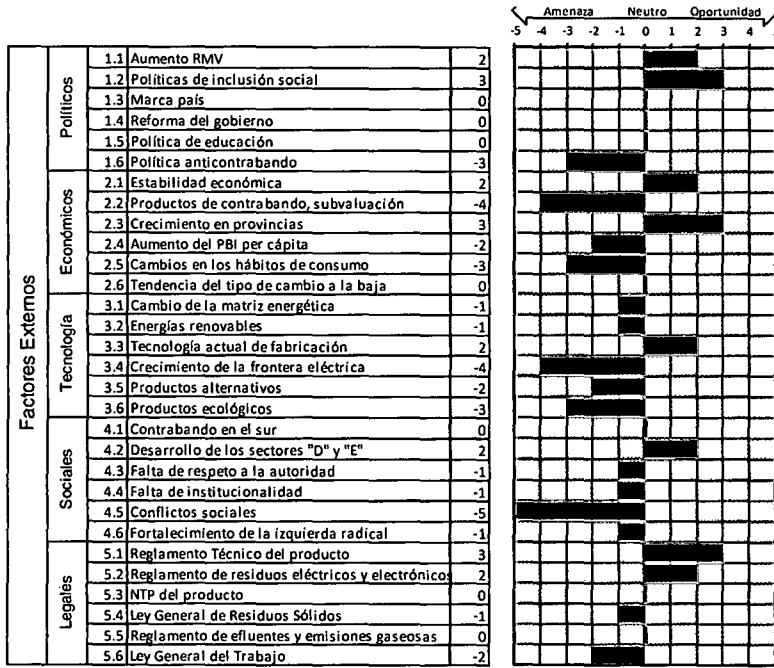 Amenaza Neutro Oportunidad
-5 -4 -3 -2 -1 0 1 2 3 4
Factores Externos
Políticos
1.1 Aumento RMV 2
1.2 Políticas de inclusión social 3
1.3 Marca país 0
1.4 Reforma del gobierno 0
1.5 Política de educación 0
1.6 Política anticontrabando -3
Económicos
2.1 Estabilidad económica 2
2.2 Productos de contrabando, subvaluación -4
2.3 Crecimiento en provincias 3
2.4 Aumento del PBI per cápita -2
2.5 Cambios en los hábitos de consumo -3
2.6 Tendencia del tipo de cambio a la baja 0
Tecnología
3.1 Cambio de la matriz energética -1
3.2 Energías renovables -1
3.3 Tecnología actual de fabricación 2
3.4 Crecimiento de la frontera eléctrica -4
3.5 Productos alternativos -2
3.6 Productos ecológicos -3
Sociales
4.1 Contrabando en el sur 0
4.2 Desarrollo de los sectores "D" y "E" 2
4.3 Falta de respeto a la autoridad -1
4.4 Falta de institucionalidad -1
4.5 Conflictos sociales -5
4.6 Fortalecimiento de la izquierda radical -1
Legales
5.1 Reglamento Técnico del producto 3
5.2 Reglamento de residuos eléctricos y electrónicos 2
5.3 NTP del producto 0
5.4 Ley General de Residuos Sólidos -1
5.5 Reglamento de efluentes y emisiones gaseosas 0
5.6 Ley General del Trabajo -2